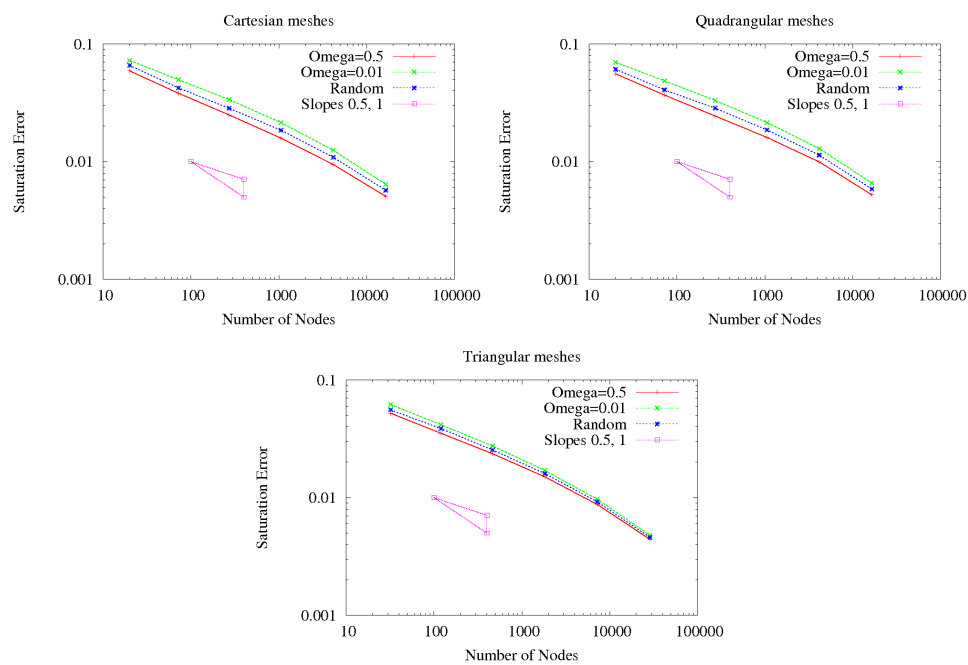 Cartesian meshes
0.1
0.01
0.001
10 100 1000 10000 100000
Saturation Error
Number of Nodes
Omega=0.5
Omega=0.01
Random
Slopes 0.5, 1
Quadrangular meshes
0.1
0.01
0.001
10 100 1000 10000 100000
Saturation Error
Number of Nodes
Omega=0.5
Omega=0.01
Random
Slopes 0.5, 1
Triangular meshes
0.1
0.01
0.001
10 100 1000 10000 100000
Saturation Error
Number of Nodes
Omega=0.5
Omega=0.01
Random
Slopes 0.5, 1